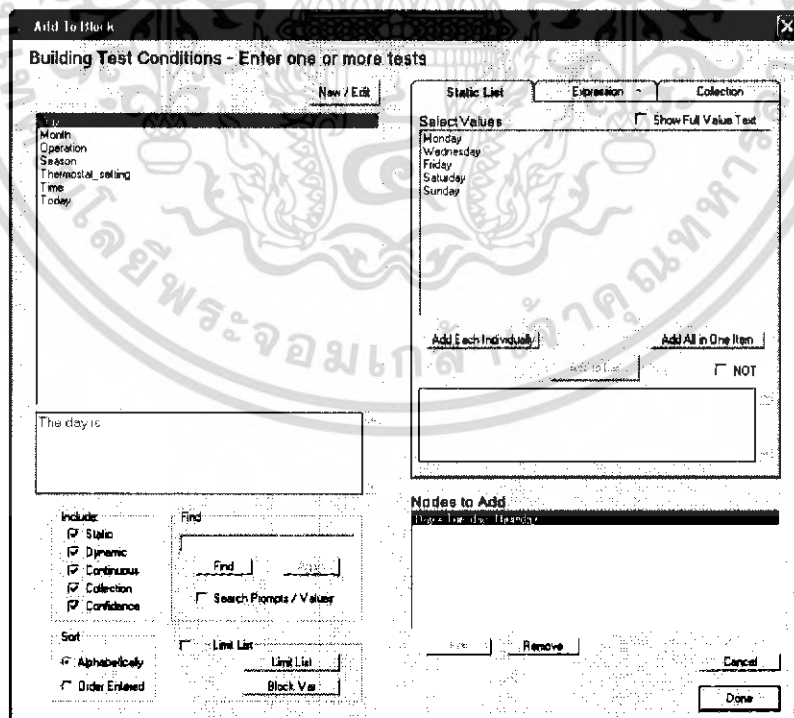 Add To Block
Building Test Conditions - Enter one or more tests
New / Edit
Day
Month
Operation
Season
Thermostat_setting
Time
Today
The day is
Include:
Static
Dynamic
Continuous
Collection
Confidence
Find
Find
Search Prompts / Values
Sort
Alphabetically
Order Entered
Limit List
Limit List
Block Var
Static List
Expression
Collection
Select Values
Show Full Value Text
Monday
Wednesday
Friday
Saturday
Sunday
Add Each Individually
Add All in One Item
NOT
Nodes to Add
Remove
Cancel
Done